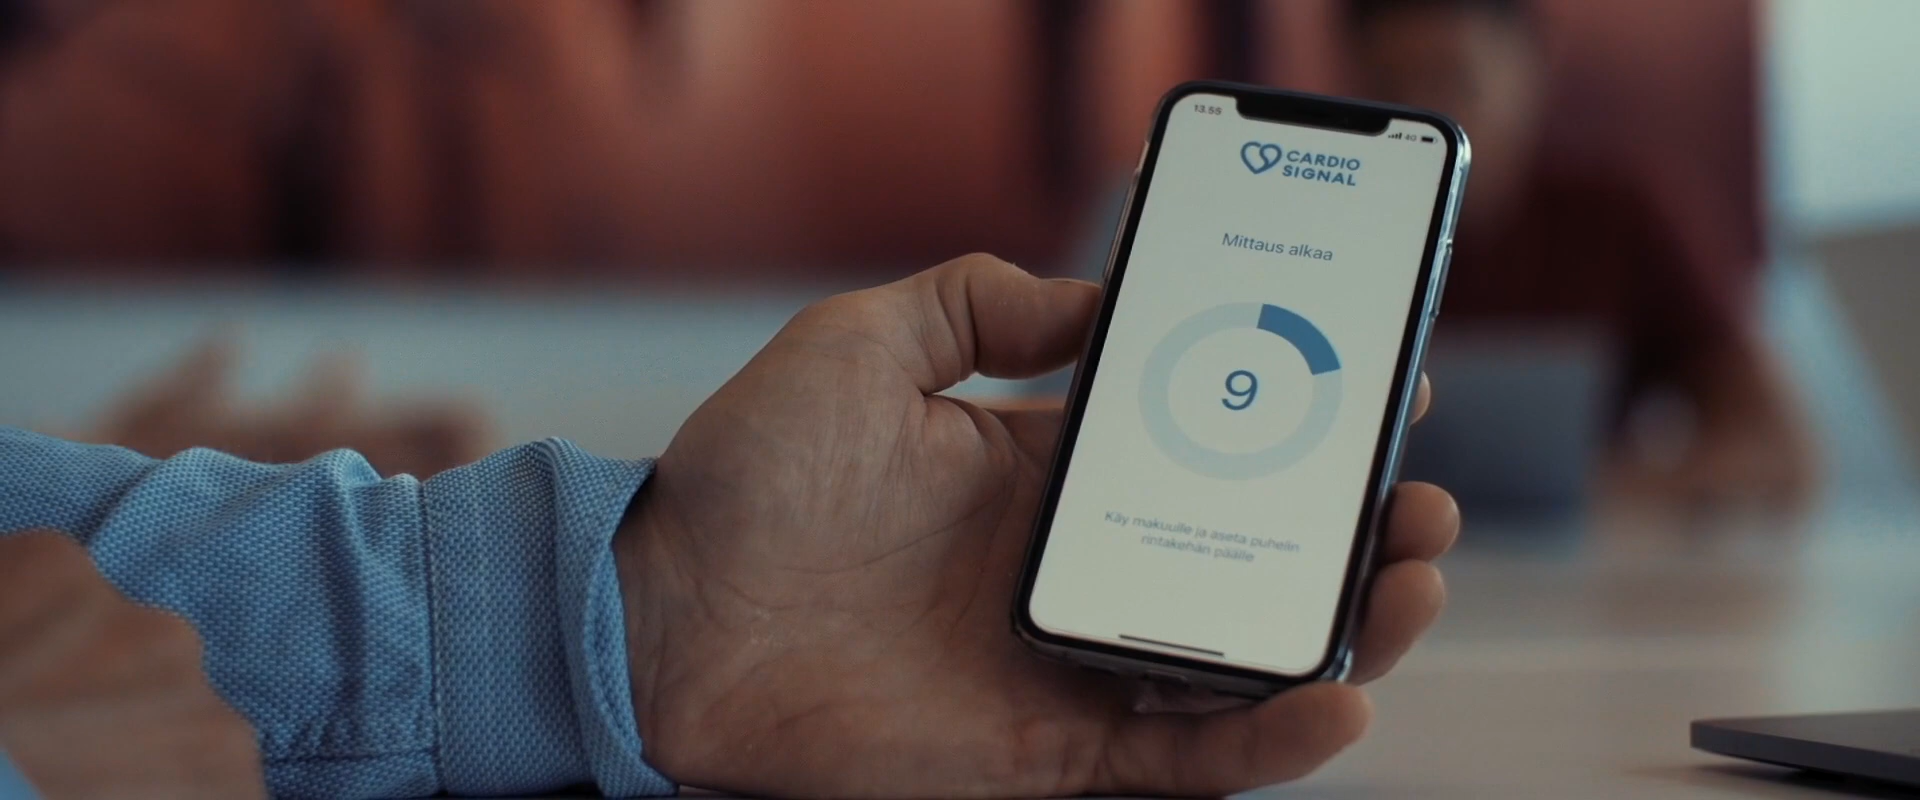 13.55
4G
CARDIO
SIGNAL
Mittaus alkaa
9
Käy makuulle ja aseta puhelin
rintakehän päälle